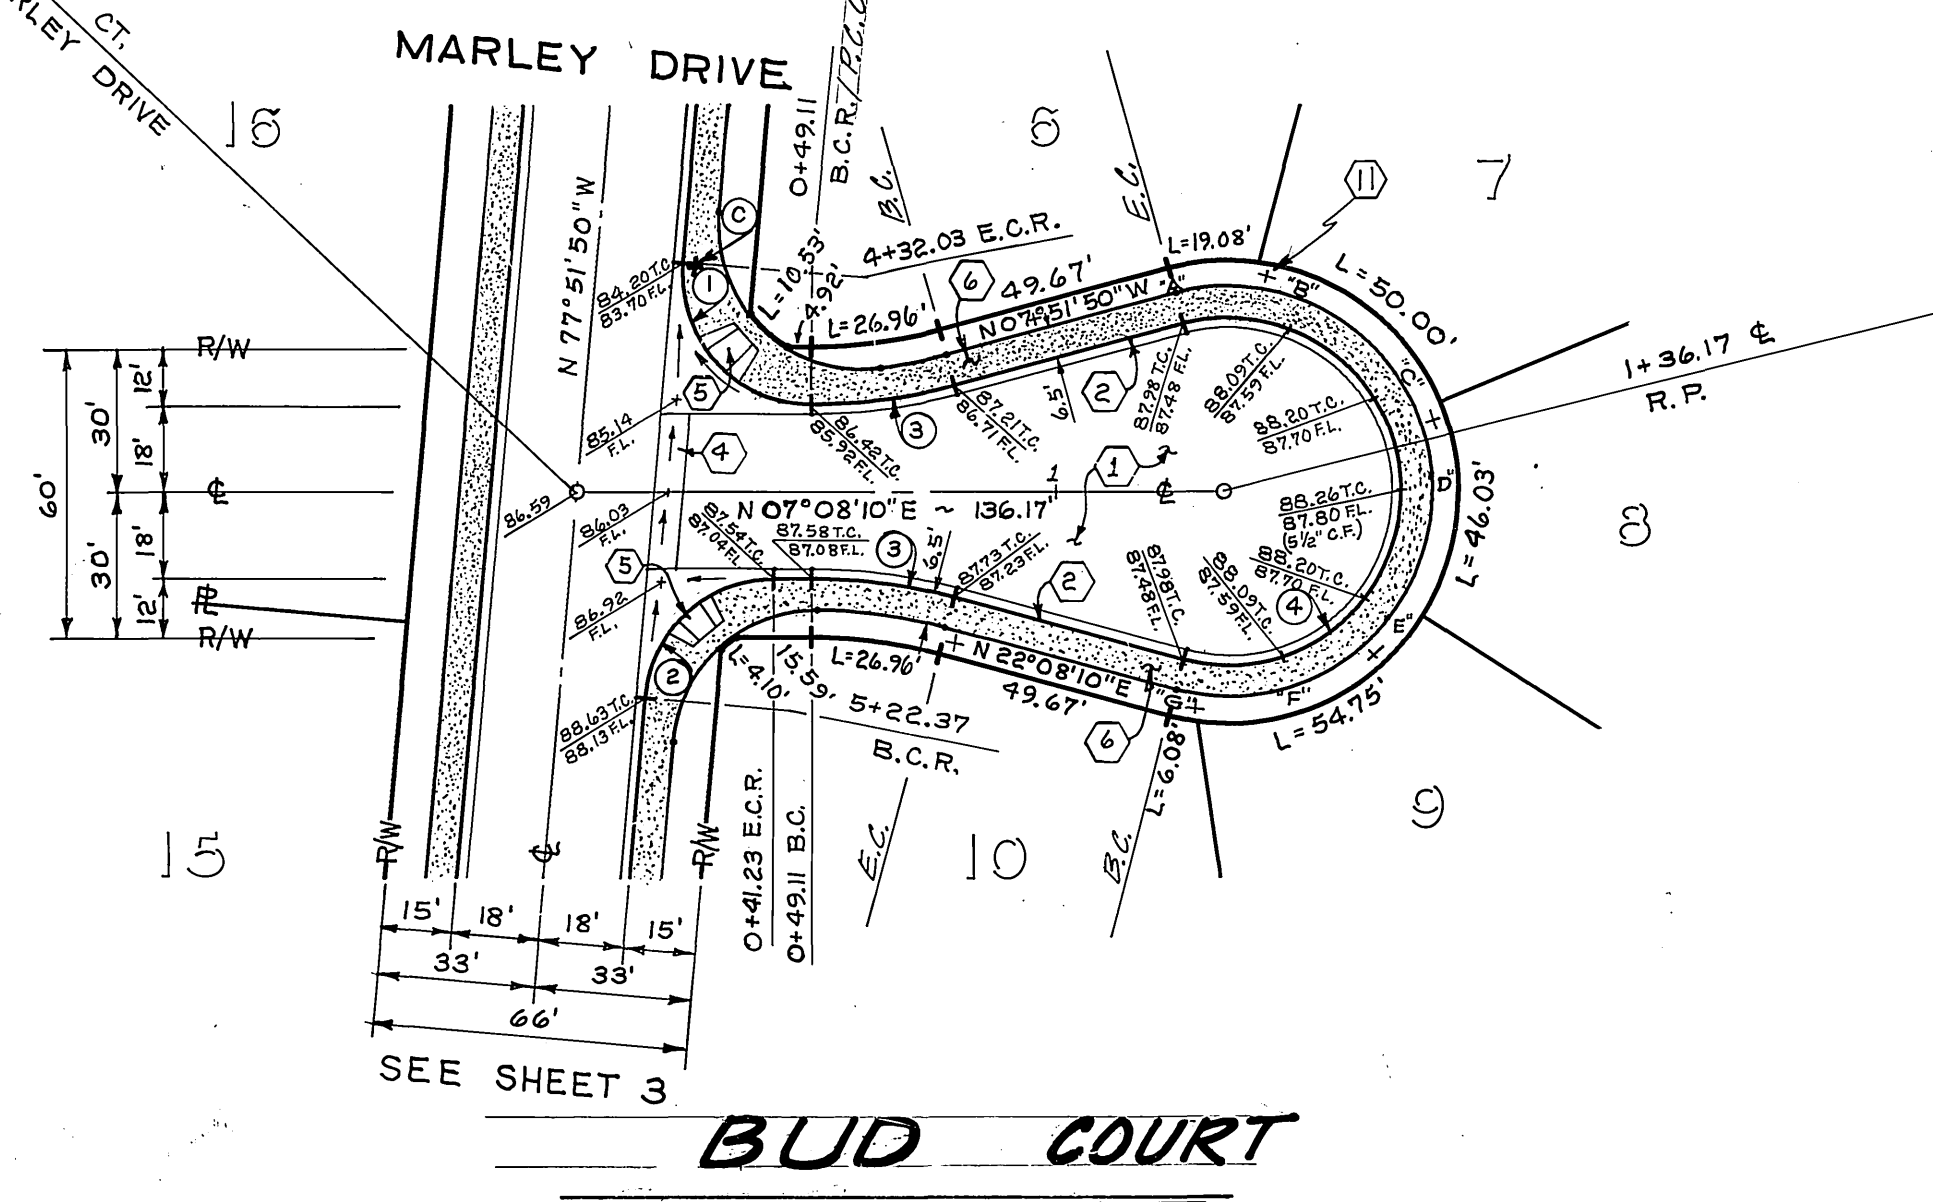 CT.
RLEY DRIVE
MARLEY DRIVE
16
6
7
0+49.11
B.C.R./P.C.C
B.C.
E.C.
11
N 77°51'50"W
C
1
84.20 T.C.
83.70 F.L.
L=10.53'
4.92'
4+32.03 E.C.R.
6
49.67'
L=19.08'
L=26.96'
N 07°51'50"W
"A"
"B"
L=50.00'
"C"
1+36.17 ℄
R.P.
R/W
12'
30'
18'
60'
℄
18'
30'
12'
PL
R/W
5
3
2
6.5'
85.14
F.L.
4
86.42 T.C.
85.92 F.L.
87.21 T.C.
86.71 F.L.
87.98 T.C.
87.48 F.L.
88.09 T.C.
87.59 F.L.
88.20 T.C.
87.70 F.L.
1
1
℄
86.59
86.03
F.L.
N 07°08'10"E ~ 136.17'
88.26 T.C.
87.80 F.L.
(5½" C.F.)
"D"
L=46.03'
8
87.54 T.C.
87.04 F.L.
87.58 T.C.
87.08 F.L.
3
6.5'
87.73 T.C.
87.23 F.L.
2
87.98 T.C.
87.48 F.L.
88.09 T.C.
87.59 F.L.
88.20 T.C.
87.70 F.L.
4
"E"
5
86.92
F.L.
2
L=4.10'
15.59'
L=26.96'
N 22°08'10"E
49.67'
"G"
"F"
L=54.75'
L=6.08'
6
88.63 T.C.
88.13 F.L.
5+22.37
B.C.R.
0+41.23 E.C.R.
0+49.11 B.C.
E.C.
B.C.
15
10
9
R/W
℄
R/W
15'
18'
18'
15'
33'
33'
66'
SEE SHEET 3
BUD COURT